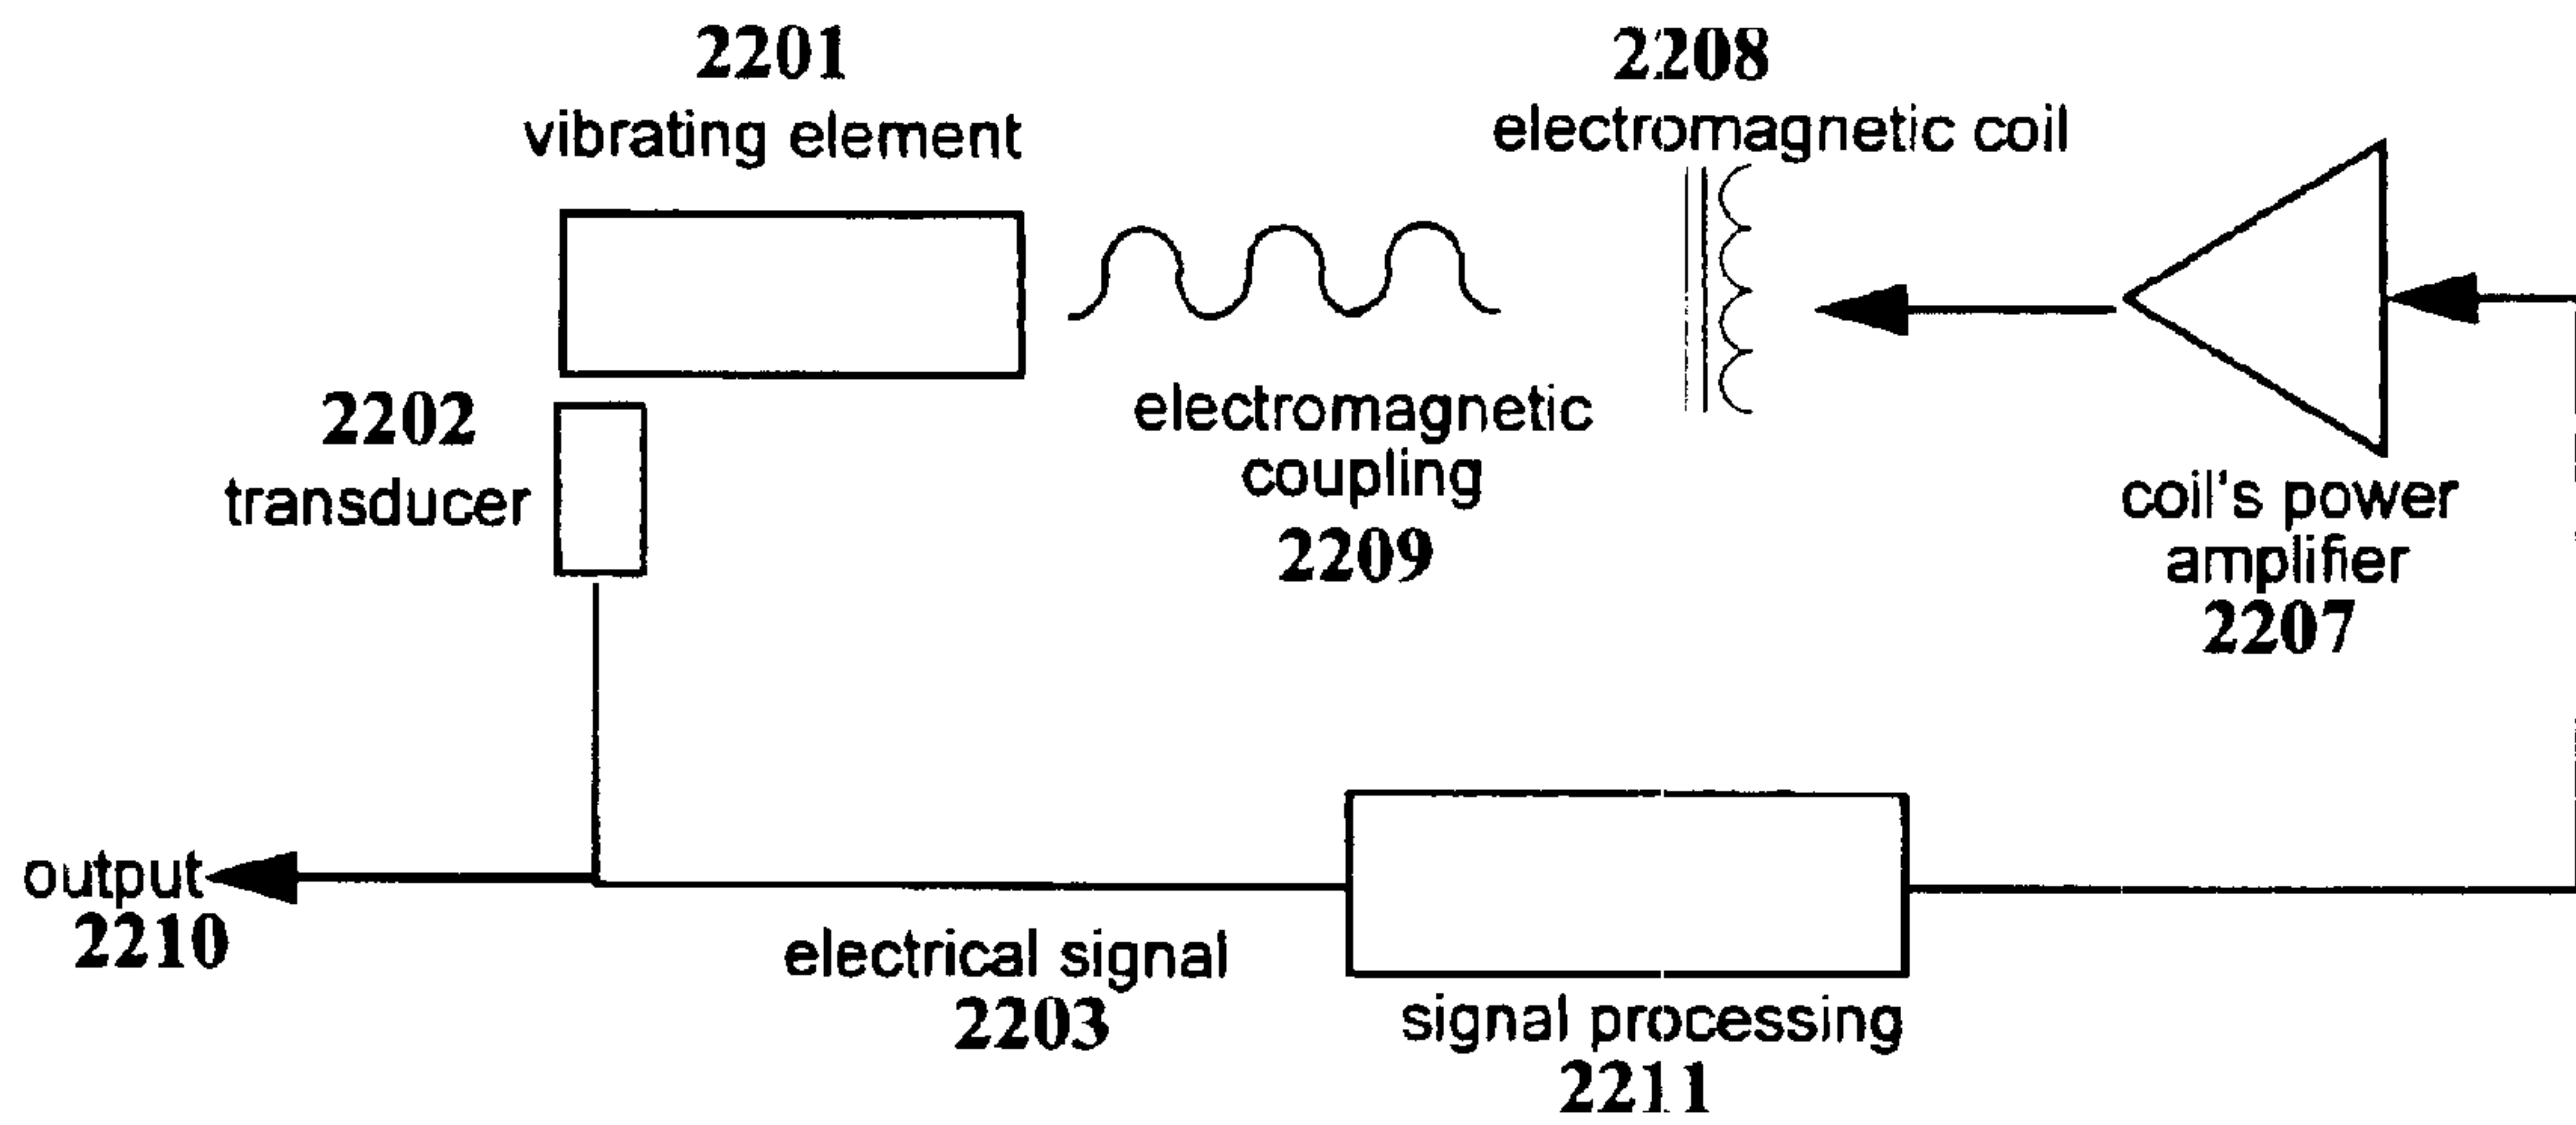 2201
vibrating element
2208
electromagnetic coil
2202
transducer
electromagnetic
coupling
2209
coil's power
amplifier
2207
output
2210
electrical signal
2203
signal processing
2211